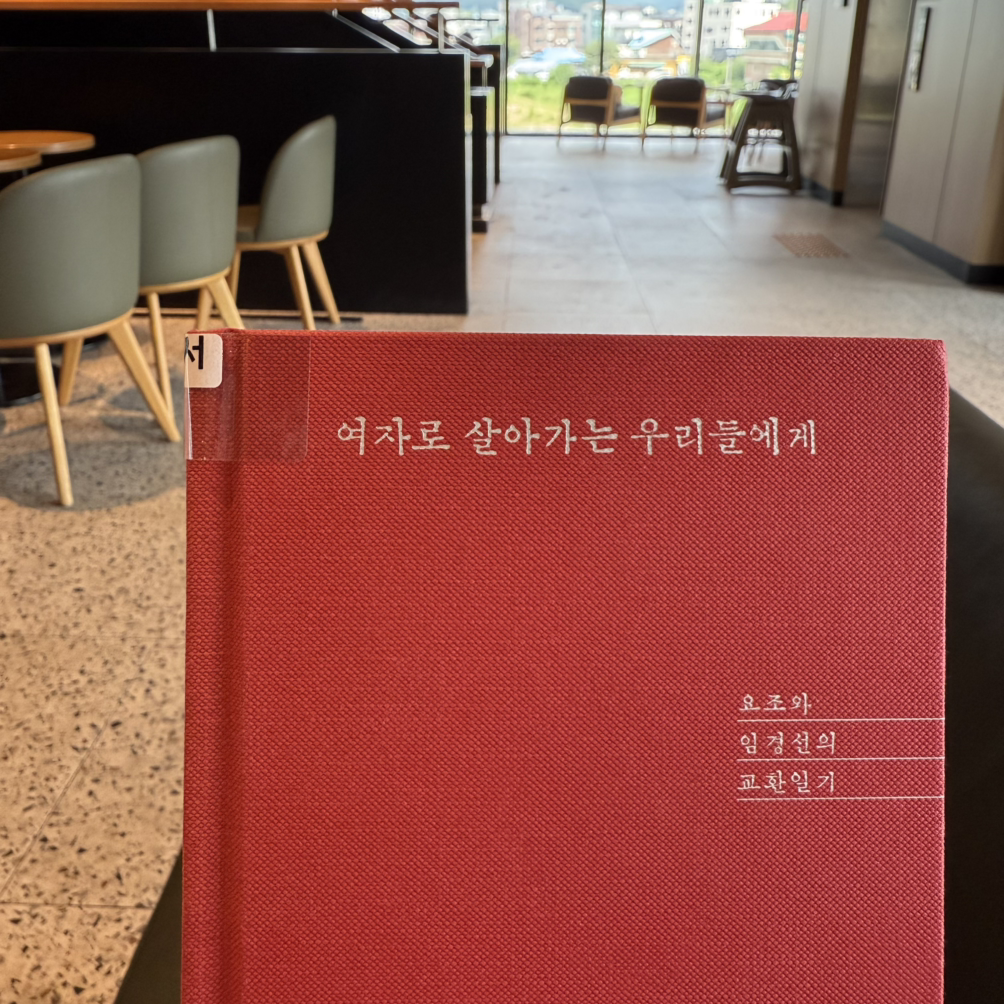 서
여자로 살아가는 우리들에게
요조와
임경선의
교환일기